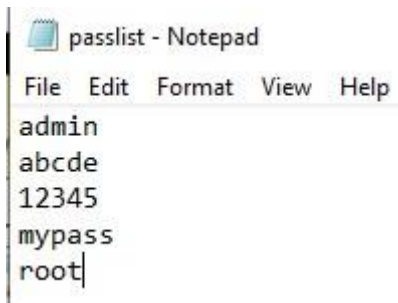 passlist - Notepad
File Edit Format View Help
admin
abcde
12345
mypass
root